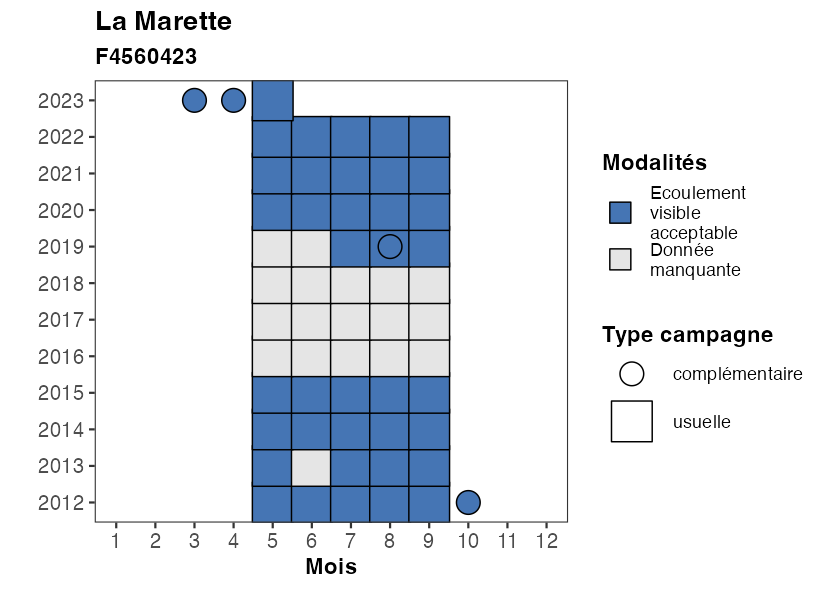 La Marette
F4560423
2023
2022
2021
2020
2019
2018
2017
2016
2015
2014
2013
2012
1 2 3 4 5 6 7 8 9 10 11 12
Mois
Modalités
Ecoulement
visible
acceptable
Donnée
manquante
Type campagne
complémentaire
usuelle